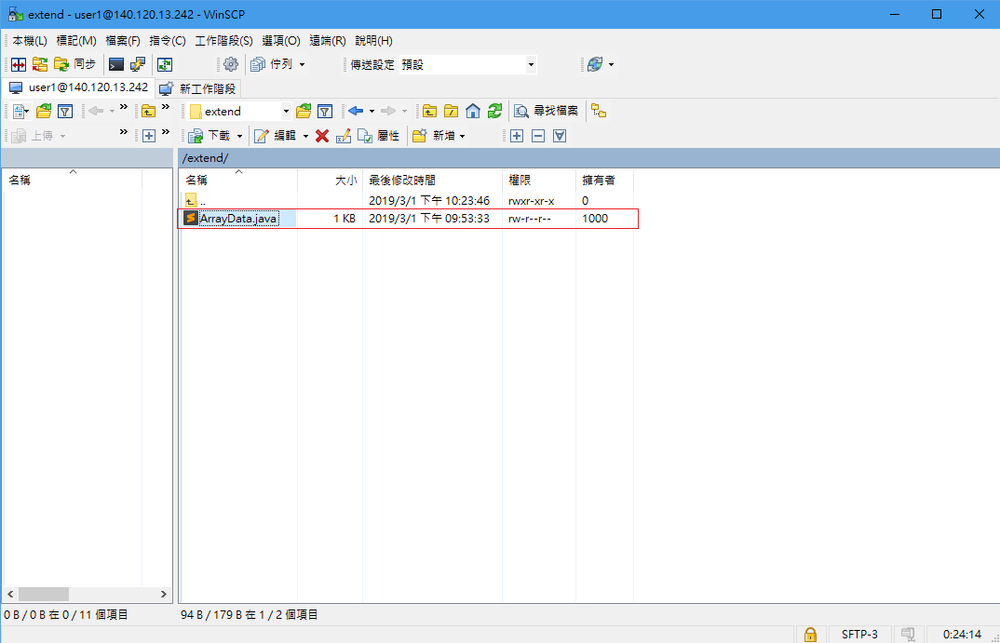 extend - user1@140.120.13.242 - WinSCP
本機(L) 標記(M) 檔案(F) 指令(C) 工作階段(S) 選項(O) 遠端(R) 說明(H)
同步 佇列 傳送設定 預設
user1@140.120.13.242 新工作階段
extend 尋找檔案
上傳 下載 編輯 屬性 新增
/extend/
名稱 名稱 大小 最後修改時間 權限 擁有者
.. 2019/3/1 下午 10:23:46 rwxr-xr-x 0
ArrayData.java 1 KB 2019/3/1 下午 09:53:33 rw-r--r-- 1000
0 B / 0 B 在 0 / 11 個項目 94 B / 179 B 在 1 / 2 個項目
SFTP-3 0:24:14